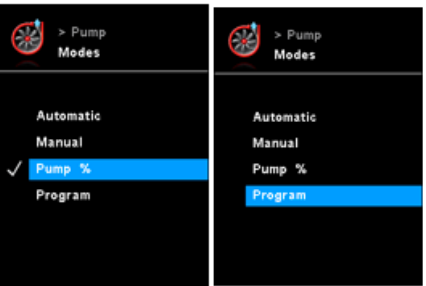 > Pump
Modes
Automatic
Manual
Pump %
Program
> Pump
Modes
Automatic
Manual
Pump %
Program